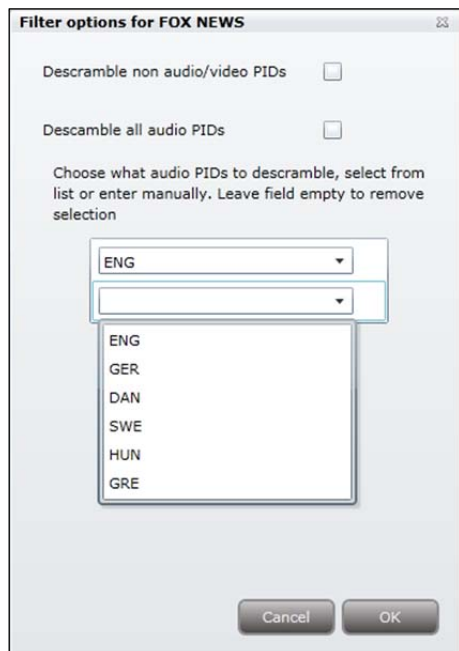 Filter options for FOX NEWS
Descramble non audio/video PIDs
Descamble all audio PIDs
Choose what audio PIDs to descramble, select from
list or enter manually. Leave field empty to remove
selection
ENG
ENG
GER
DAN
SWE
HUN
GRE
Cancel
OK